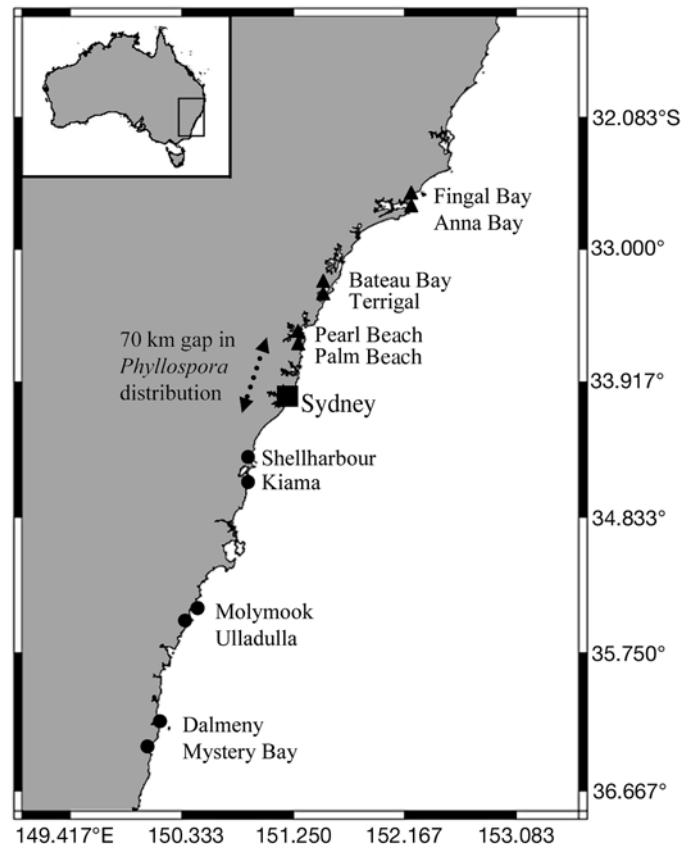 32.083°S
Fingal Bay
Anna Bay
33.000°
Bateau Bay
Terrigal
70 km gap in
Phyllospora
distribution
Pearl Beach
Palm Beach
33.917°
Sydney
Shellharbour
Kiama
34.833°
Molymook
Ulladulla
35.750°
Dalmeny
Mystery Bay
36.667°
149.417°E 150.333 151.250 152.167 153.083